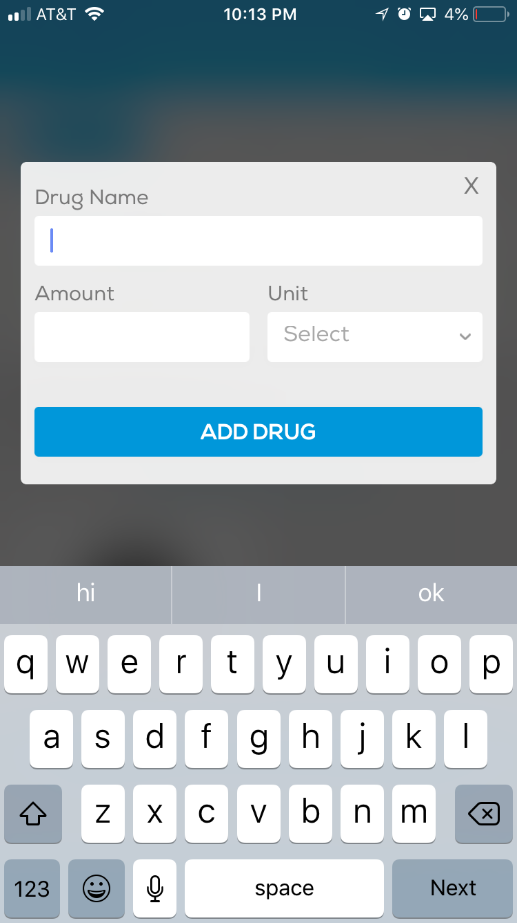 AT&T 10:13 PM 4%
X
Drug Name
Amount Unit
Select
ADD DRUG
hi I ok
q w e r t y u i o p
a s d f g h j k l
z x c v b n m
123 space Next